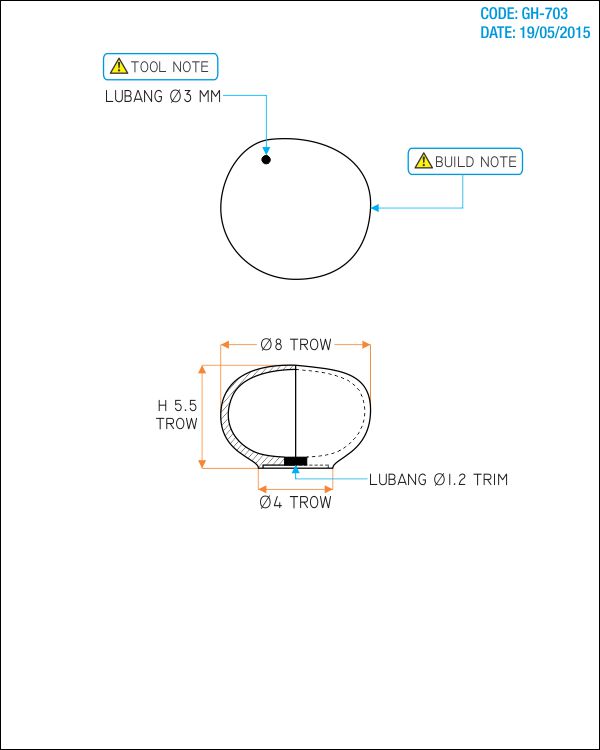 CODE: GH-703
DATE: 19/05/2015
TOOL NOTE
LUBANG Ø3 MM
BUILD NOTE
Ø8 TROW
H 5.5
TROW
LUBANG Ø1.2 TRIM
Ø4 TROW